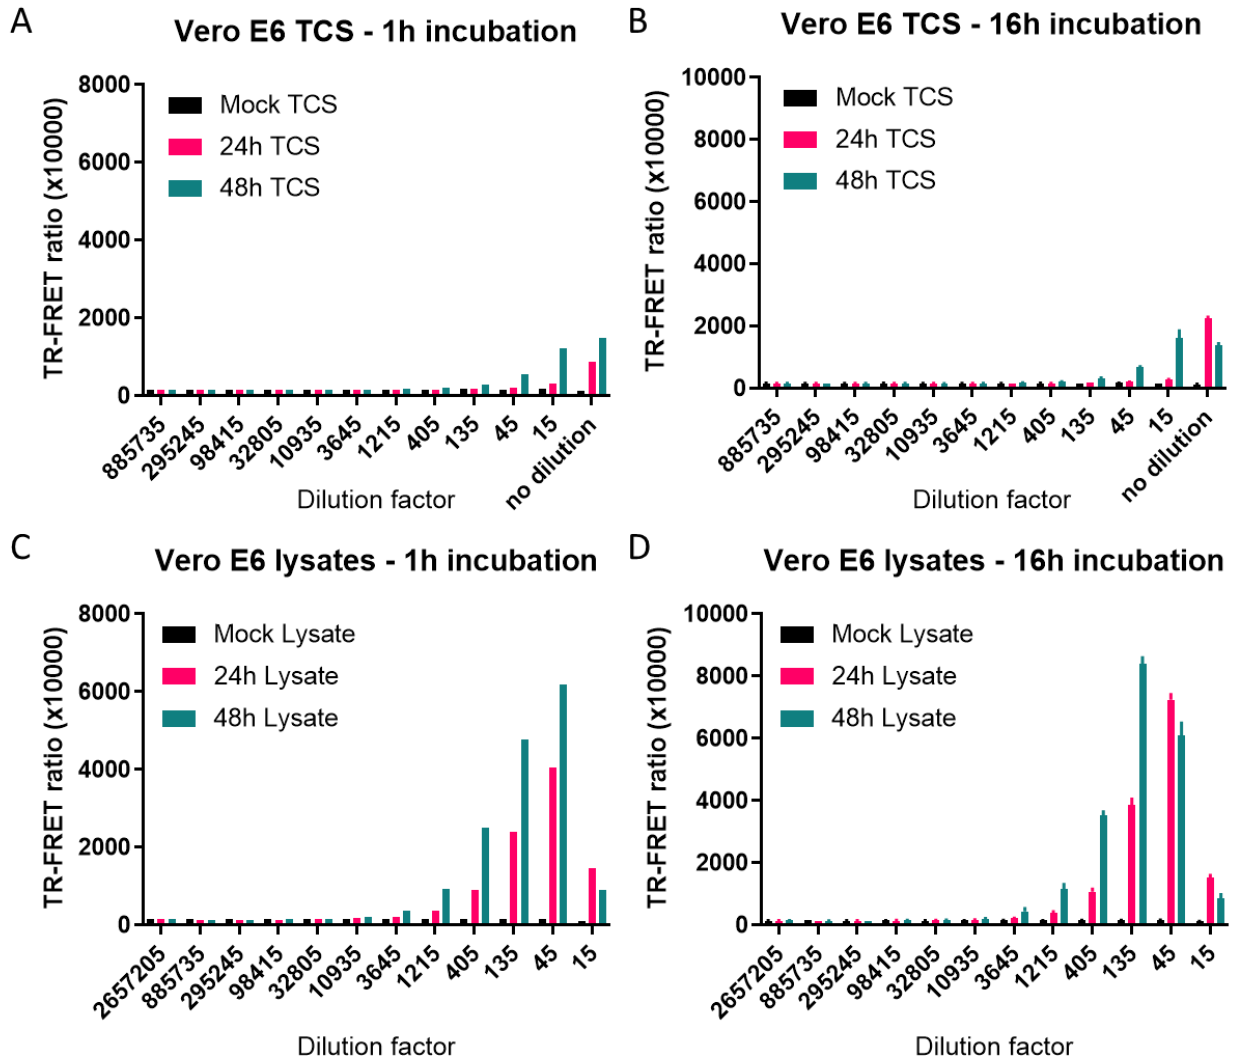 A
Vero E6 TCS - 1h incubation
TR-FRET ratio (x10000)
8000
6000
4000
2000
0
Mock TCS
24h TCS
48h TCS
885735
295245
98415
32805
10935
3645
1215
405
135
45
15
no dilution
Dilution factor
B
Vero E6 TCS - 16h incubation
TR-FRET ratio (x10000)
10000
8000
6000
4000
2000
0
Mock TCS
24h TCS
48h TCS
885735
295245
98415
32805
10935
3645
1215
405
135
45
15
no dilution
Dilution factor
C
Vero E6 lysates - 1h incubation
TR-FRET ratio (x10000)
8000
6000
4000
2000
0
Mock Lysate
24h Lysate
48h Lysate
2657205
885735
295245
98415
32805
10935
3645
1215
405
135
45
15
Dilution factor
D
Vero E6 lysates - 16h incubation
TR-FRET ratio (x10000)
10000
8000
6000
4000
2000
0
Mock Lysate
24h Lysate
48h Lysate
2657205
885735
295245
98415
32805
10935
3645
1215
405
135
45
15
Dilution factor